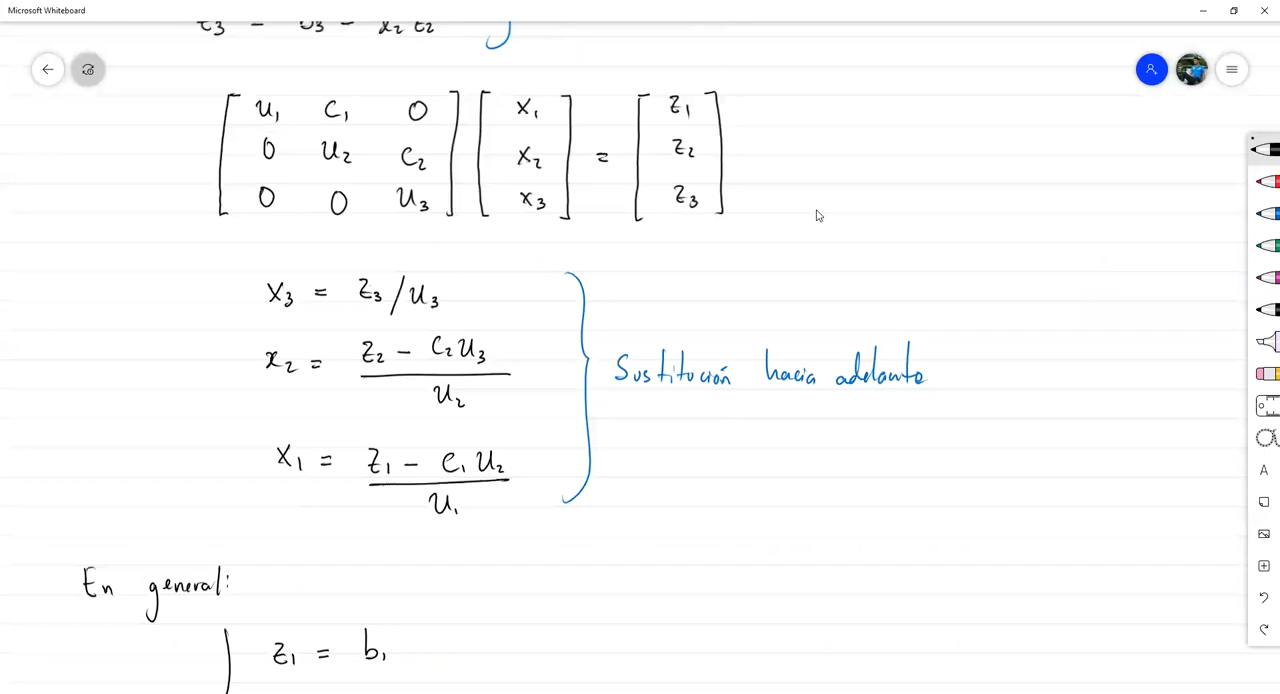 Microsoft Whiteboard
u₁ c₁ 0 x₁ z₁
0 u₂ c₂ x₂ = z₂
0 0 u₃ x₃ z₃
x₃ = z₃/u₃
x₂ = z₂ - c₂u₃
u₂
Sustitución hacia adelante
x₁ = z₁ - c₁u₂
u₁
En general:
z₁ = b₁
A